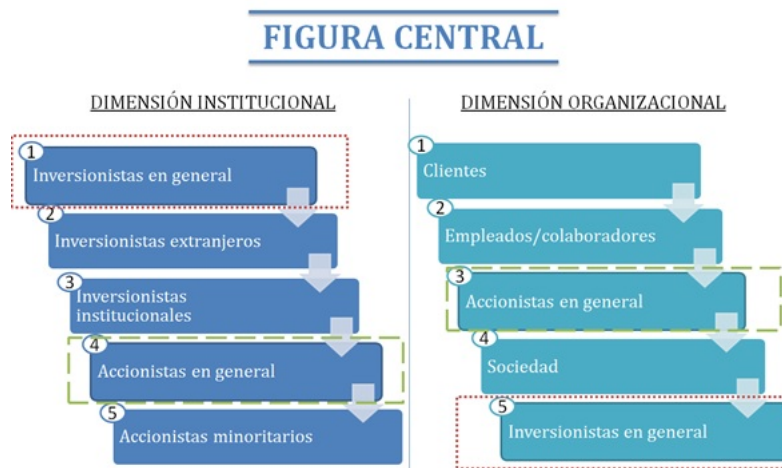 FIGURA CENTRAL
DIMENSIÓN INSTITUCIONAL
1
Inversionistas en general
2
Inversionistas extranjeros
3
Inversionistas
institucionales
4
Accionistas en general
5
Accionistas minoritarios
DIMENSIÓN ORGANIZACIONAL
1
Clientes
2
Empleados/colaboradores
3
Accionistas en general
4
Sociedad
5
Inversionistas en general